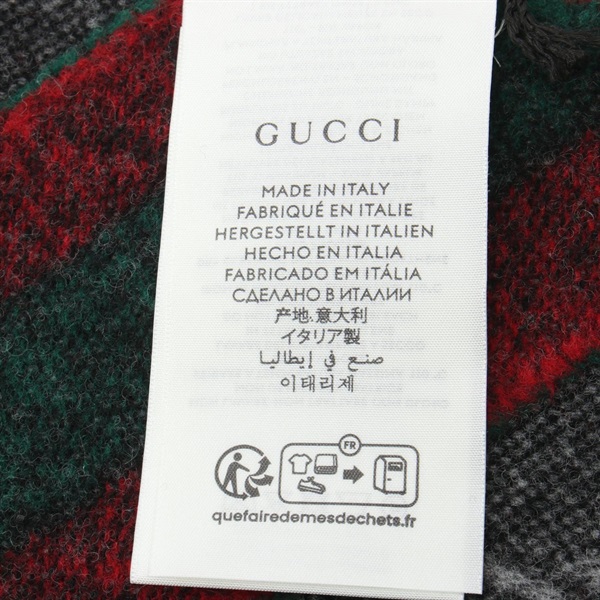 GUCCI
MADE IN ITALY
FABRIQUÉ EN ITALIE
HERGESTELLT IN ITALIEN
HECHO EN ITALIA
FABRICADO EM ITÁLIA
СДЕЛАНО В ИТАЛИИ
产地.意大利
イタリア製
صنع في إيطاليا
이태리제
FR
quefairedemesdechets.fr